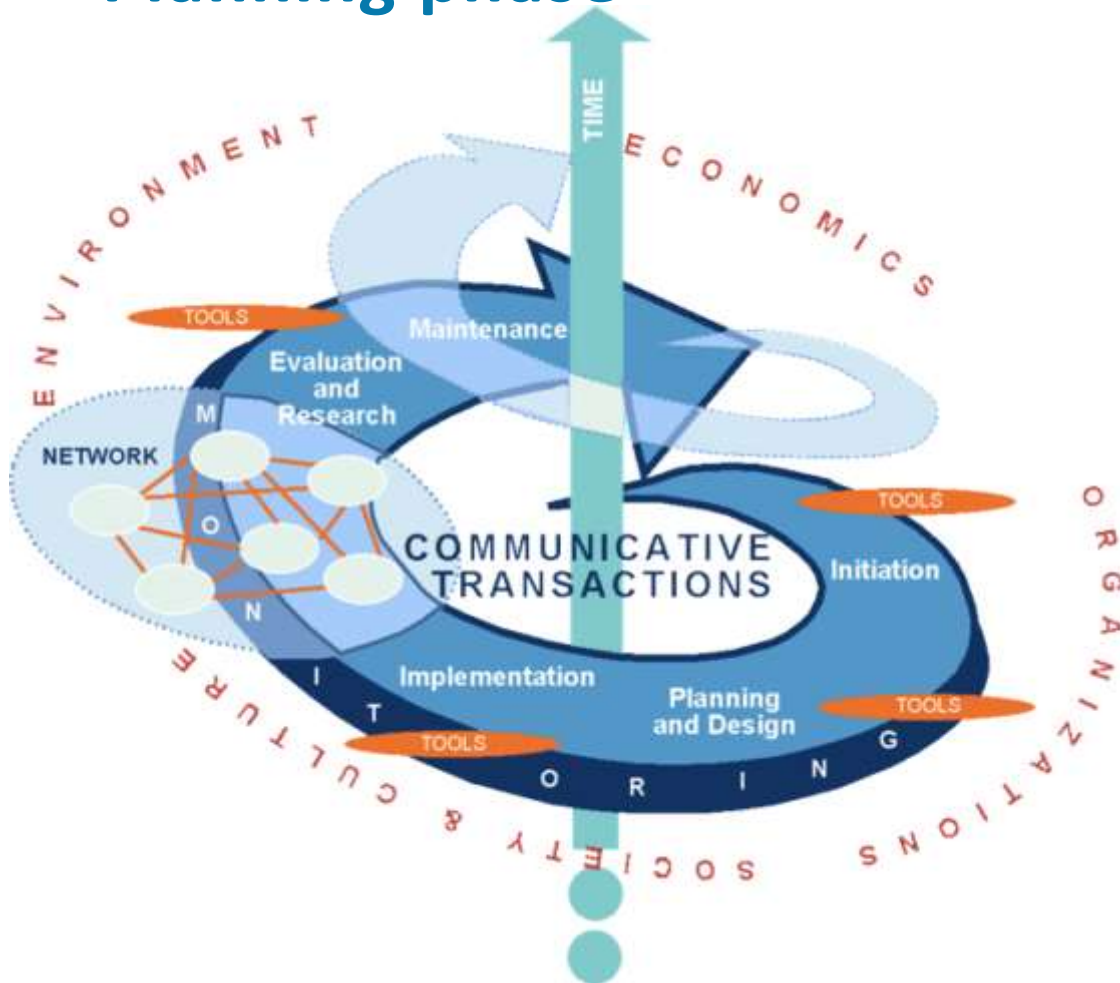 Planning phase
TIME
ENVIRONMENT
ECONOMICS
TOOLS
Maintenance
Evaluation
and
Research
NETWORK
TOOLS
COMMUNICATIVE
TRANSACTIONS
Initiation
Implementation
Planning
and Design
TOOLS
TOOLS
MONITORING
ORGANIZATIONS
SOCIETY & CULTURE